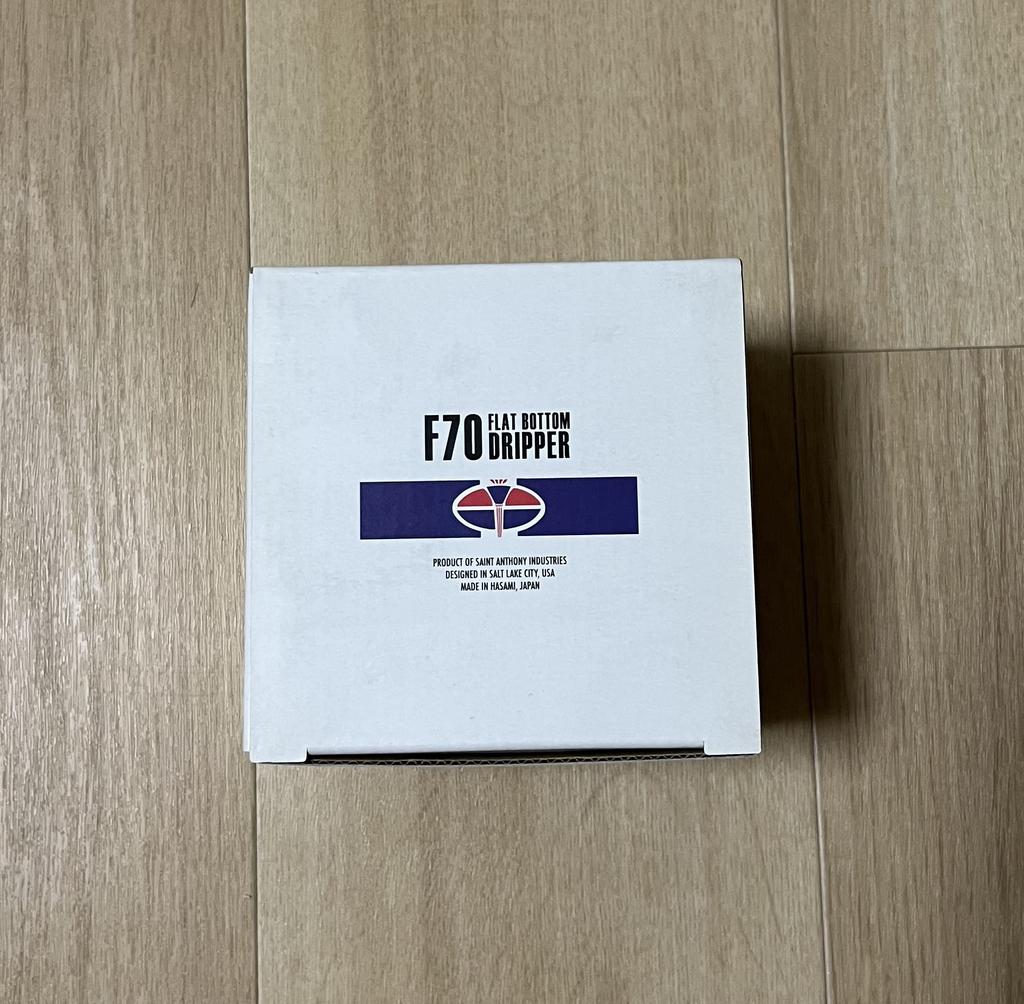 F70 FLAT BOTTOM
DRIPPER
PRODUCT OF SAINT ANTHONY INDUSTRIES
DESIGNED IN SALT LAKE CITY, USA
MADE IN HASAMI, JAPAN